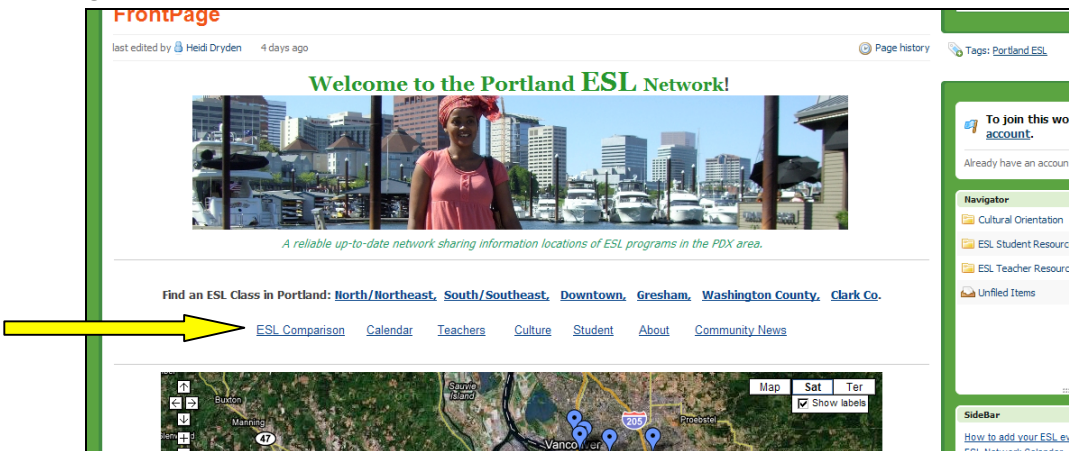 FrontPage
last edited by Heidi Dryden 4 days ago
Page history
Welcome to the Portland ESL Network!
A reliable up-to-date network sharing information locations of ESL programs in the PDX area.
Find an ESL Class in Portland: North/Northeast, South/Southeast, Downtown, Gresham, Washington County, Clark Co.
ESL Comparison Calendar Teachers Culture Student About Community News
Map Sat Ter
Show labels
Sauvie Island
Buxton
Manning
47
205
Proebstel
Vancouver
Tags: Portland ESL
To join this wo
account.
Already have an accoun
Navigator
Cultural Orientation
ESL Student Resourc
ESL Teacher Resourc
Unfiled Items
SideBar
How to add your ESL ev
ESL Network Calendar